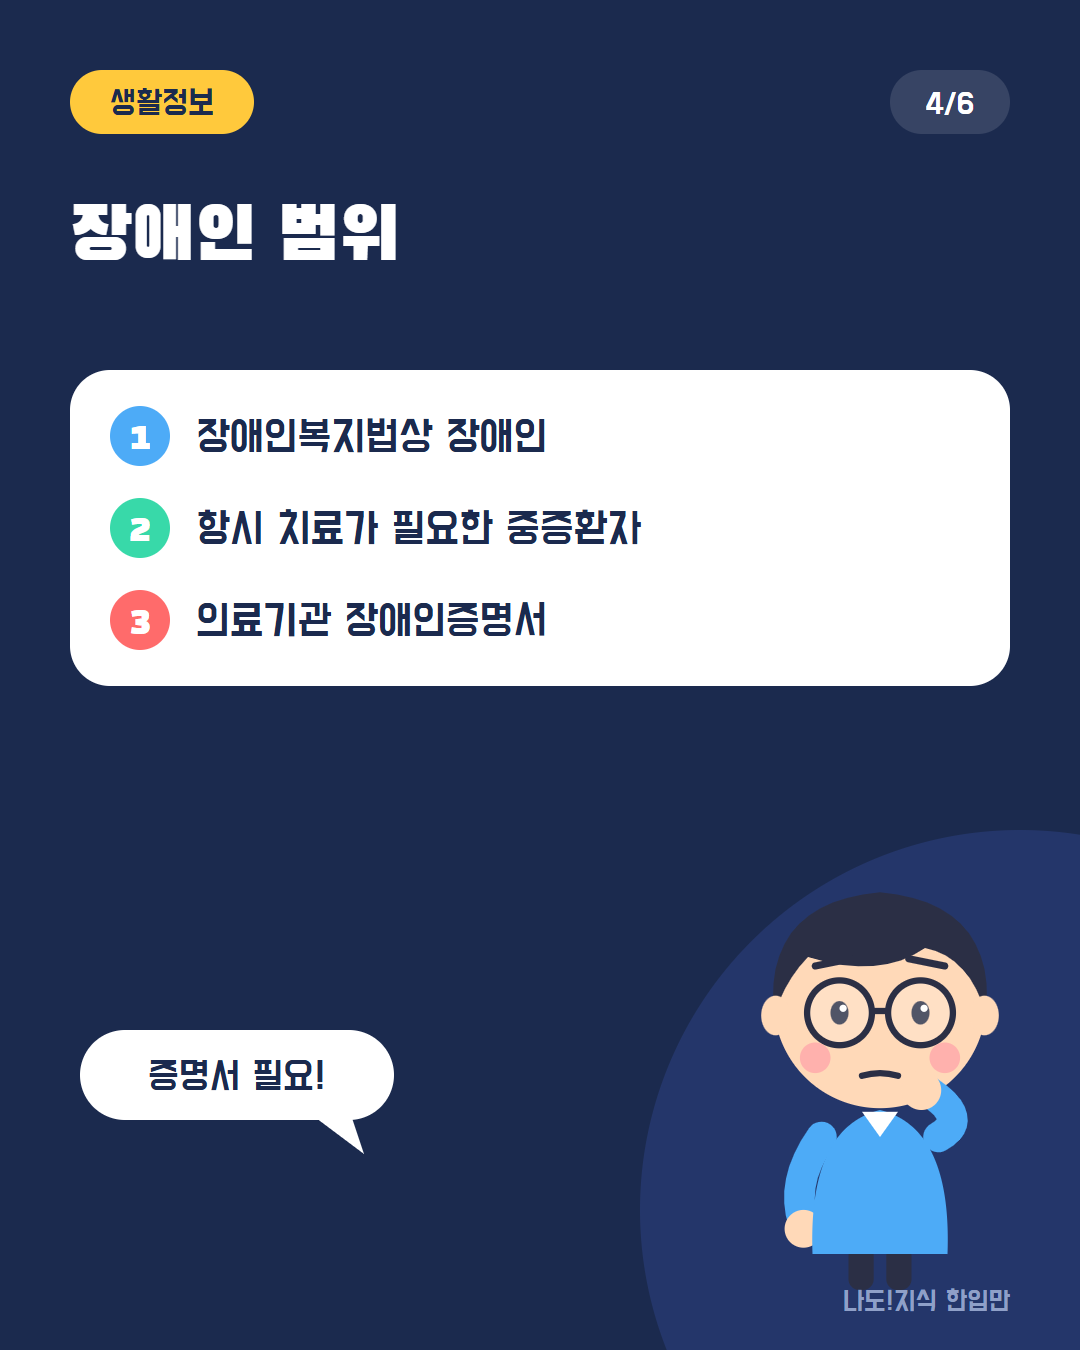 생활정보
4/6
장애인 범위
1 장애인복지법상 장애인
2 항시 치료가 필요한 중증환자
3 의료기관 장애인증명서
증명서 필요!
나도!지식 한입만